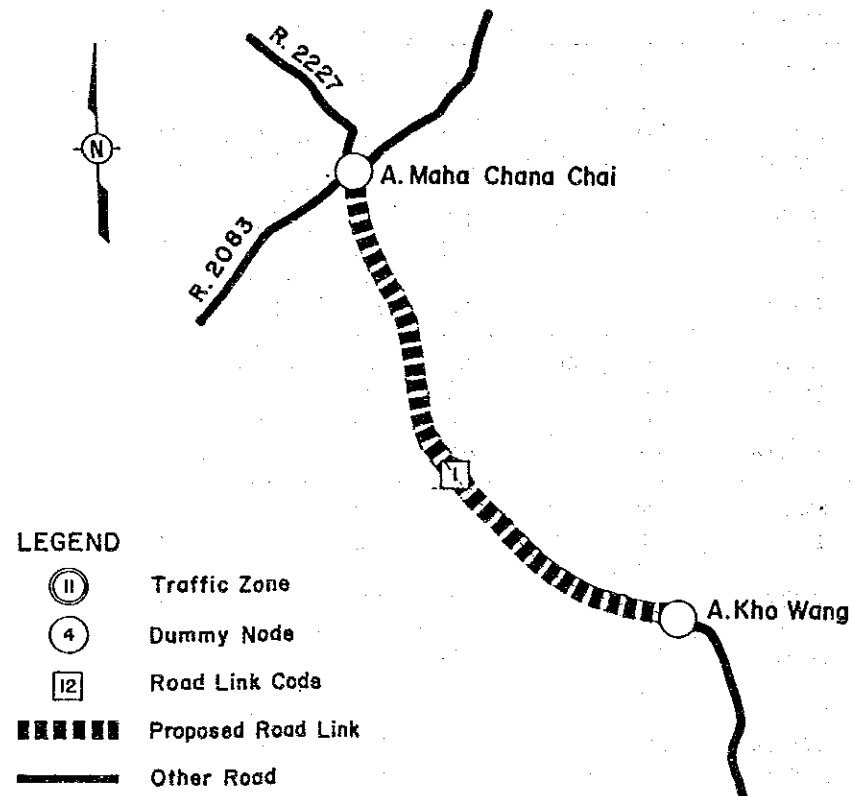 R. 2227
N
A. Maha Chana Chai
R. 2083
1
A. Kho Wang
LEGEND
11 Traffic Zone
4 Dummy Node
12 Road Link Code
Proposed Road Link
Other Road